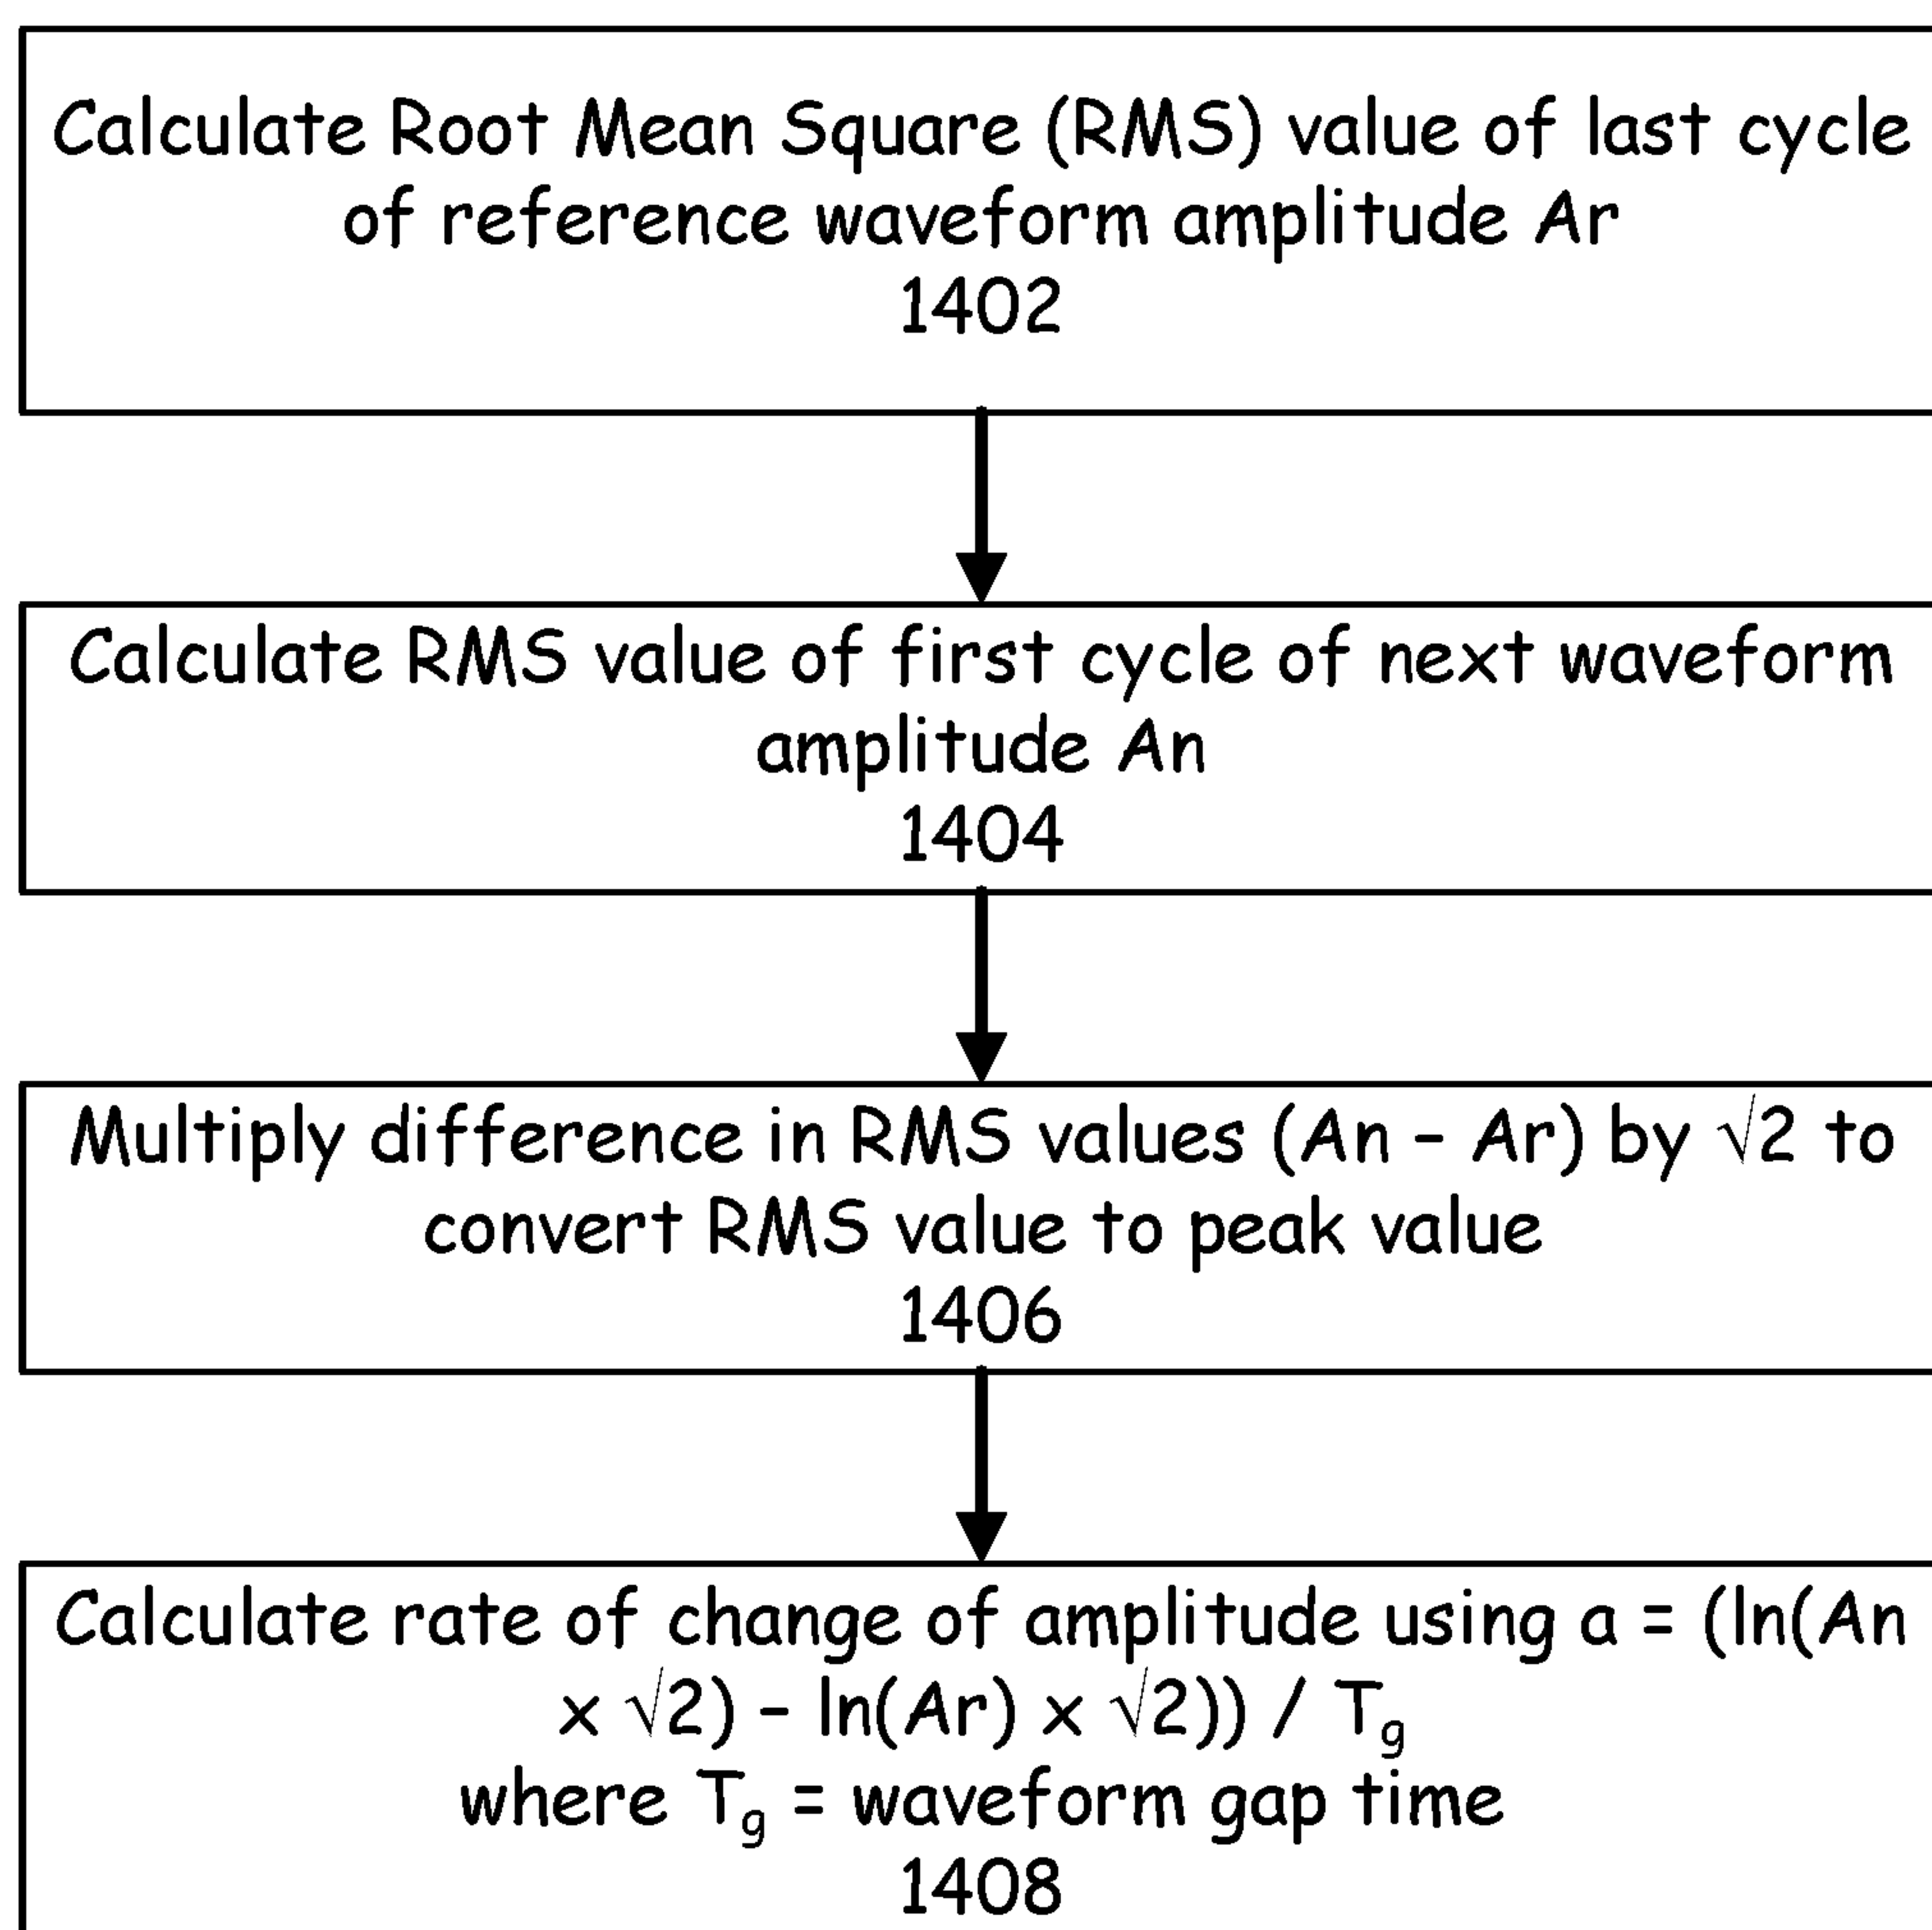 Calculate Root Mean Square (RMS) value of last cycle
of reference waveform amplitude Ar
1402
Calculate RMS value of first cycle of next waveform
amplitude An
1404
Multiply difference in RMS values (An – Ar) by √2 to
convert RMS value to peak value
1406
Calculate rate of change of amplitude using a = (ln(An
x √2) – ln(Ar) x √2)) / Tg
where Tg = waveform gap time
1408